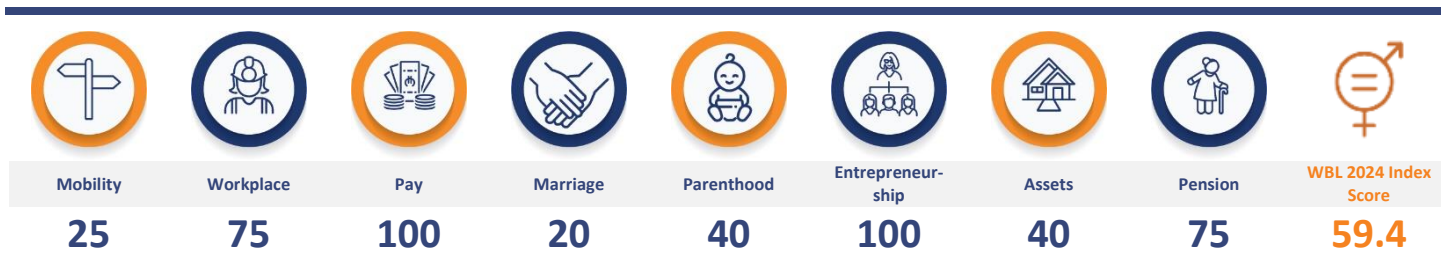 Mobility
Workplace
Pay
Marriage
Parenthood
Entrepreneur-
ship
Assets
Pension
WBL 2024 Index
Score
25
75
100
20
40
100
40
75
59.4